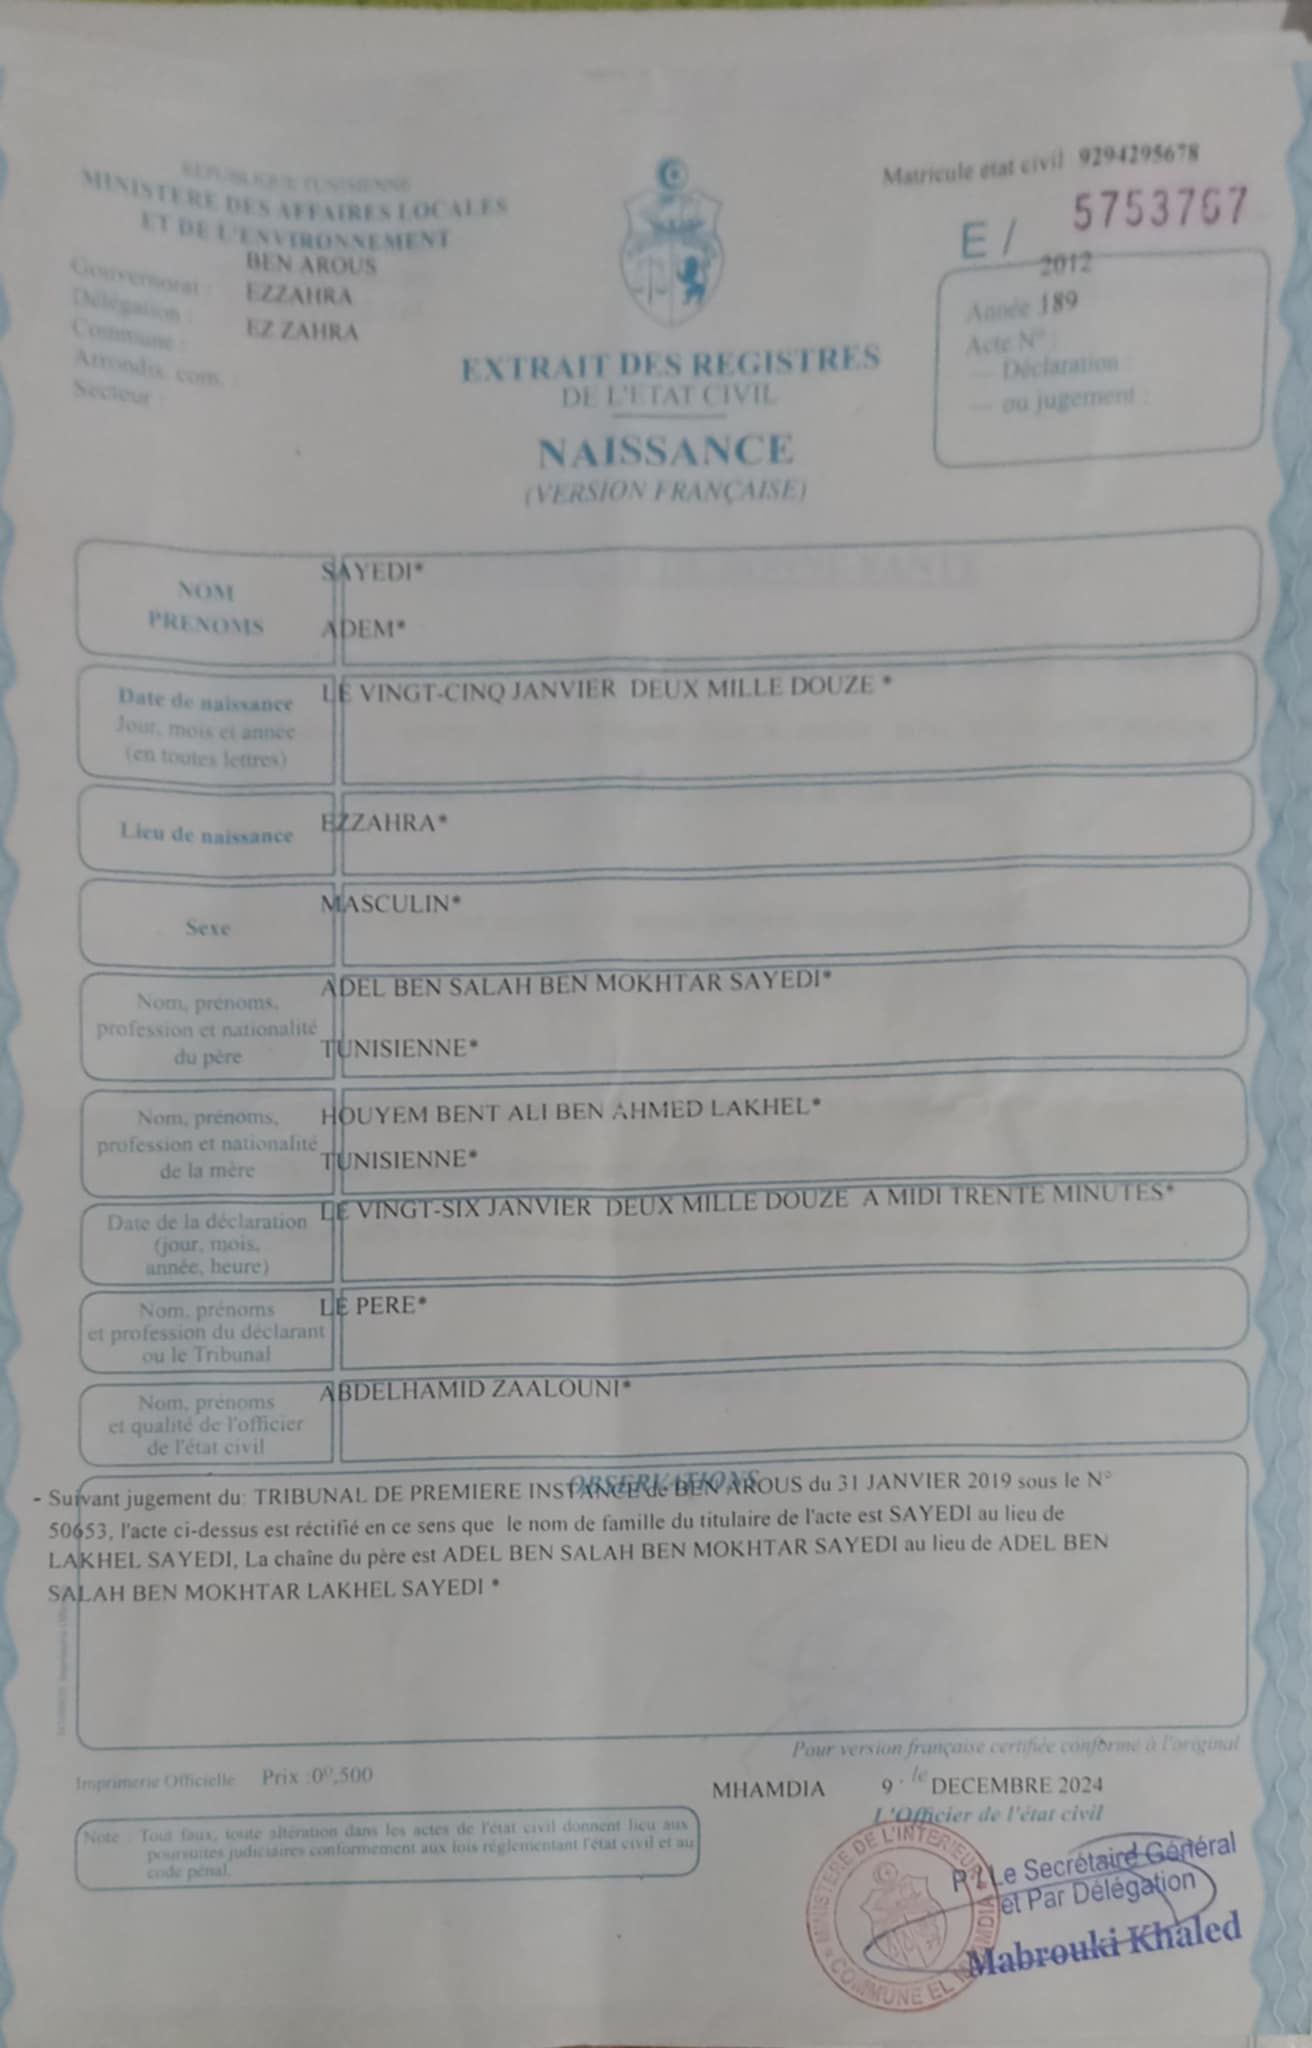 REPUBLIQUE TUNISIENNE
MINISTERE DES AFFAIRES LOCALES
ET DE L'ENVIRONNEMENT
Gouvernorat : BEN AROUS
Délégation : EZZAHRA
Commune : EZ ZAHRA
Arrondis. com. :
Secteur :
Matricule état civil 9294295678
E / 5753767
2012
Année 189
Acte N° :
— Déclaration :
— ou jugement :
EXTRAIT DES REGISTRES
DE L'ETAT CIVIL
NAISSANCE
(VERSION FRANÇAISE)
NOM SAYEDI*
PRENOMS ADEM*
Date de naissance LE VINGT-CINQ JANVIER DEUX MILLE DOUZE *
Jour, mois et année
(en toutes lettres)
Lieu de naissance EZZAHRA*
Sexe MASCULIN*
Nom, prénoms, ADEL BEN SALAH BEN MOKHTAR SAYEDI*
profession et nationalité
du père TUNISIENNE*
Nom, prénoms, HOUYEM BENT ALI BEN AHMED LAKHEL*
profession et nationalité
de la mère TUNISIENNE*
Date de la déclaration LE VINGT-SIX JANVIER DEUX MILLE DOUZE A MIDI TRENTE MINUTES*
(jour, mois,
année, heure)
Nom, prénoms LE PERE*
et profession du déclarant
ou le Tribunal
Nom, prénoms ABDELHAMID ZAALOUNI*
et qualité de l'officier
de l'état civil
OBSERVATIONS
- Suivant jugement du: TRIBUNAL DE PREMIERE INSTANCE de BEN AROUS du 31 JANVIER 2019 sous le N°
50653, l'acte ci-dessus est réctifié en ce sens que le nom de famille du titulaire de l'acte est SAYEDI au lieu de
LAKHEL SAYEDI, La chaîne du père est ADEL BEN SALAH BEN MOKHTAR SAYEDI au lieu de ADEL BEN
SALAH BEN MOKHTAR LAKHEL SAYEDI *
Pour version française certifiée conforme à l'original
Imprimerie Officielle Prix :0ᴰ,500
MHAMDIA 9 le DECEMBRE 2024
L'Officier de l'état civil
Note : Tout faux, toute altération dans les actes de l'état civil donnent lieu aux
poursuites judiciaires conformement aux lois réglementant l'état civil et au
code pénal.
MINISTERE DE L'INTERIEUR
COMMUNE EL MHAMDIA
P / Le Secrétaire Général
et Par Délégation
Mabrouki Khaled